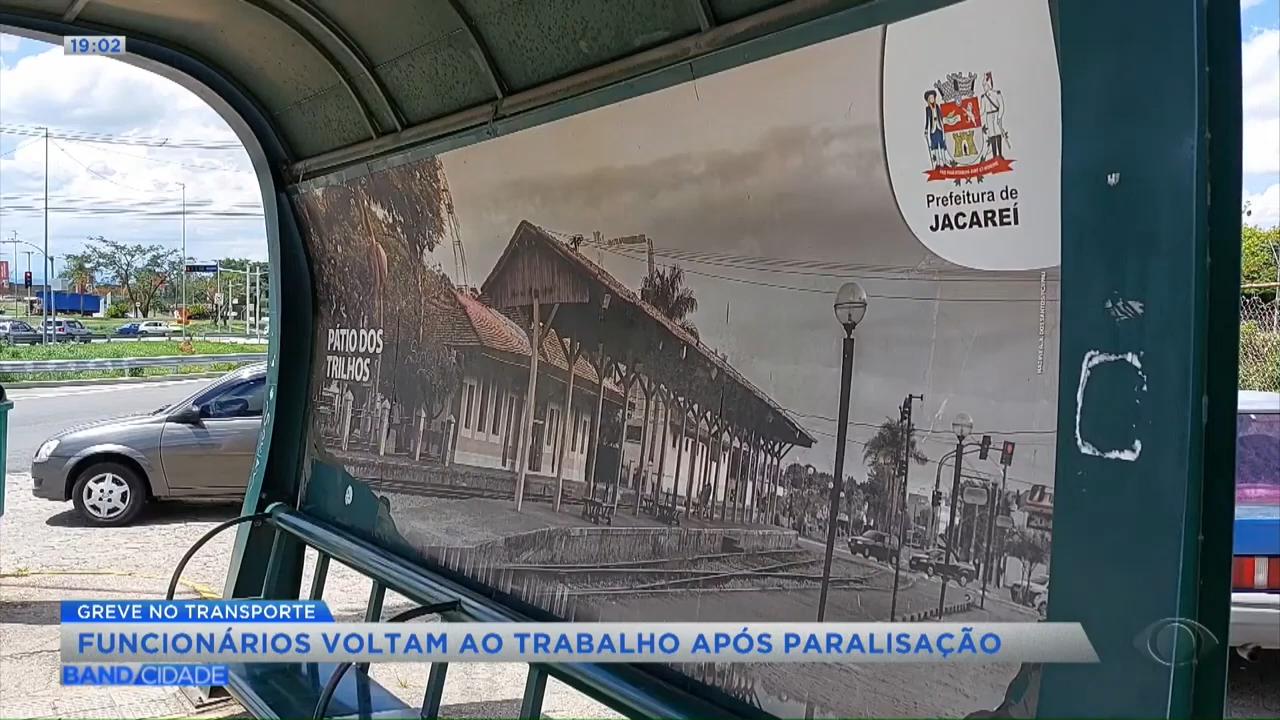 19:02
Prefeitura de
JACAREÍ
PÁTIO DOS
TRILHOS
C
GREVE NO TRANSPORTE
FUNCIONÁRIOS VOLTAM AO TRABALHO APÓS PARALISAÇÃO
BAND CIDADE